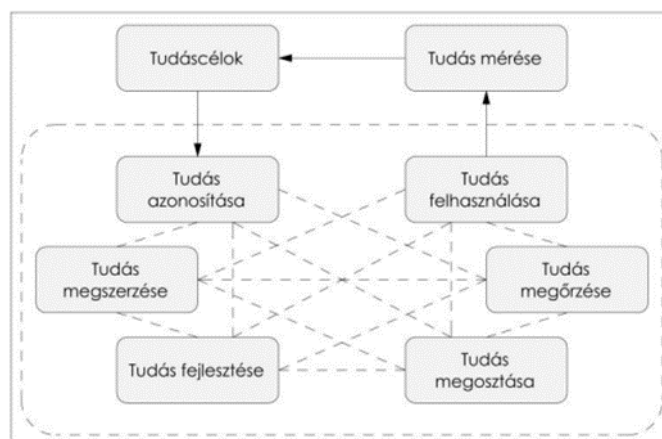 Tudáscélok
Tudás mérése
Tudás
azonosítása
Tudás
felhasználása
Tudás
megszerzése
Tudás
megőrzése
Tudás fejlesztése
Tudás
megosztása